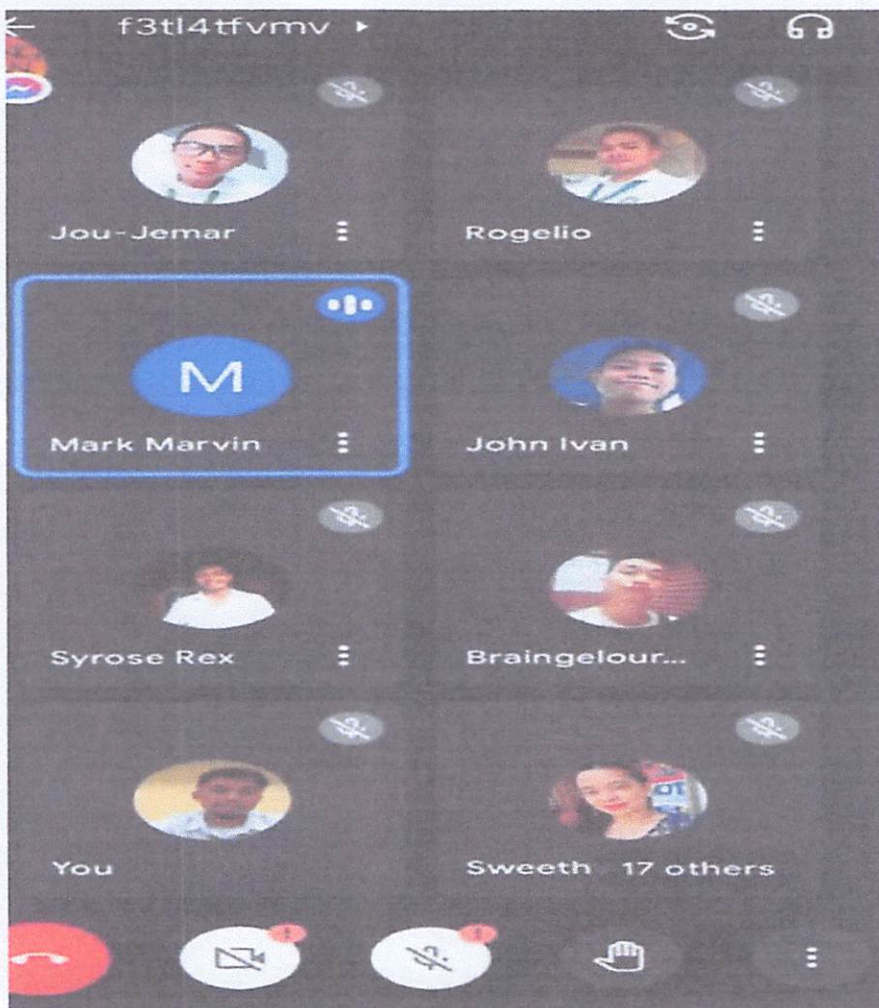 f3tl4tfvmv
Jou-Jemar
Rogelio
M
Mark Marvin
John Ivan
Syrose Rex
Braingelour...
You
Sweeth 17 others